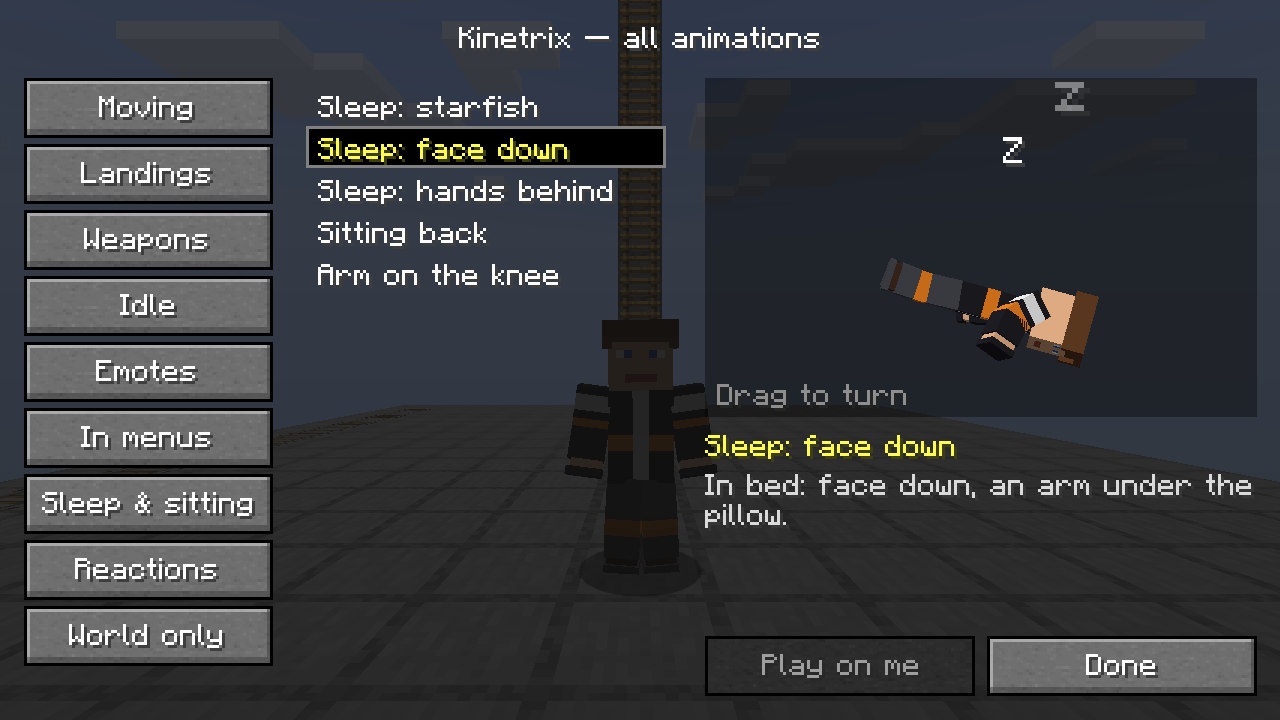 Kinetrix — all animations
Moving
Landings
Weapons
Idle
Emotes
In menus
Sleep & sitting
Reactions
World only
Sleep: starfish
Sleep: face down
Sleep: hands behind
Sitting back
Arm on the knee
Z
Z
Drag to turn
Sleep: face down
In bed: face down, an arm under the
pillow.
Play on me
Done